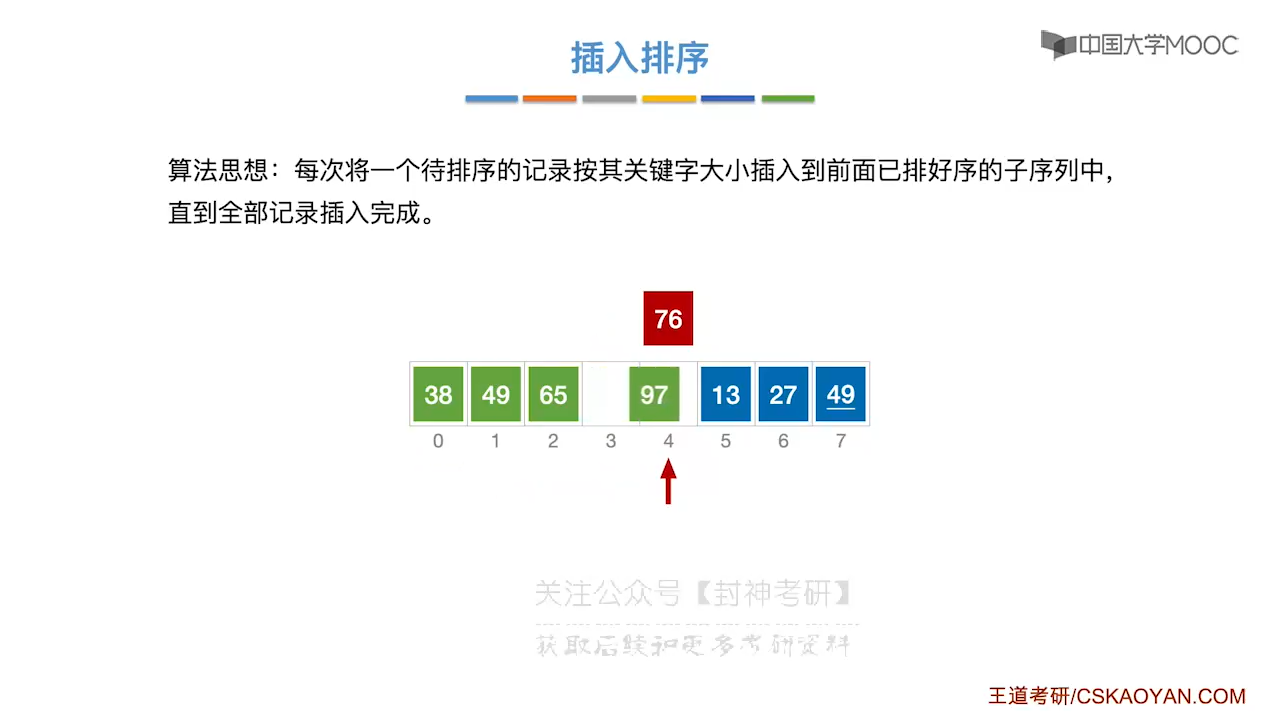 插入排序
中国大学MOOC
算法思想：每次将一个待排序的记录按其关键字大小插入到前面已排好序的子序列中，
直到全部记录插入完成。
76
38 49 65 97 13 27 49
0 1 2 3 4 5 6 7
关注公众号【封神考研】
获取后续和更多考研资料
王道考研/CSKAOYAN.COM